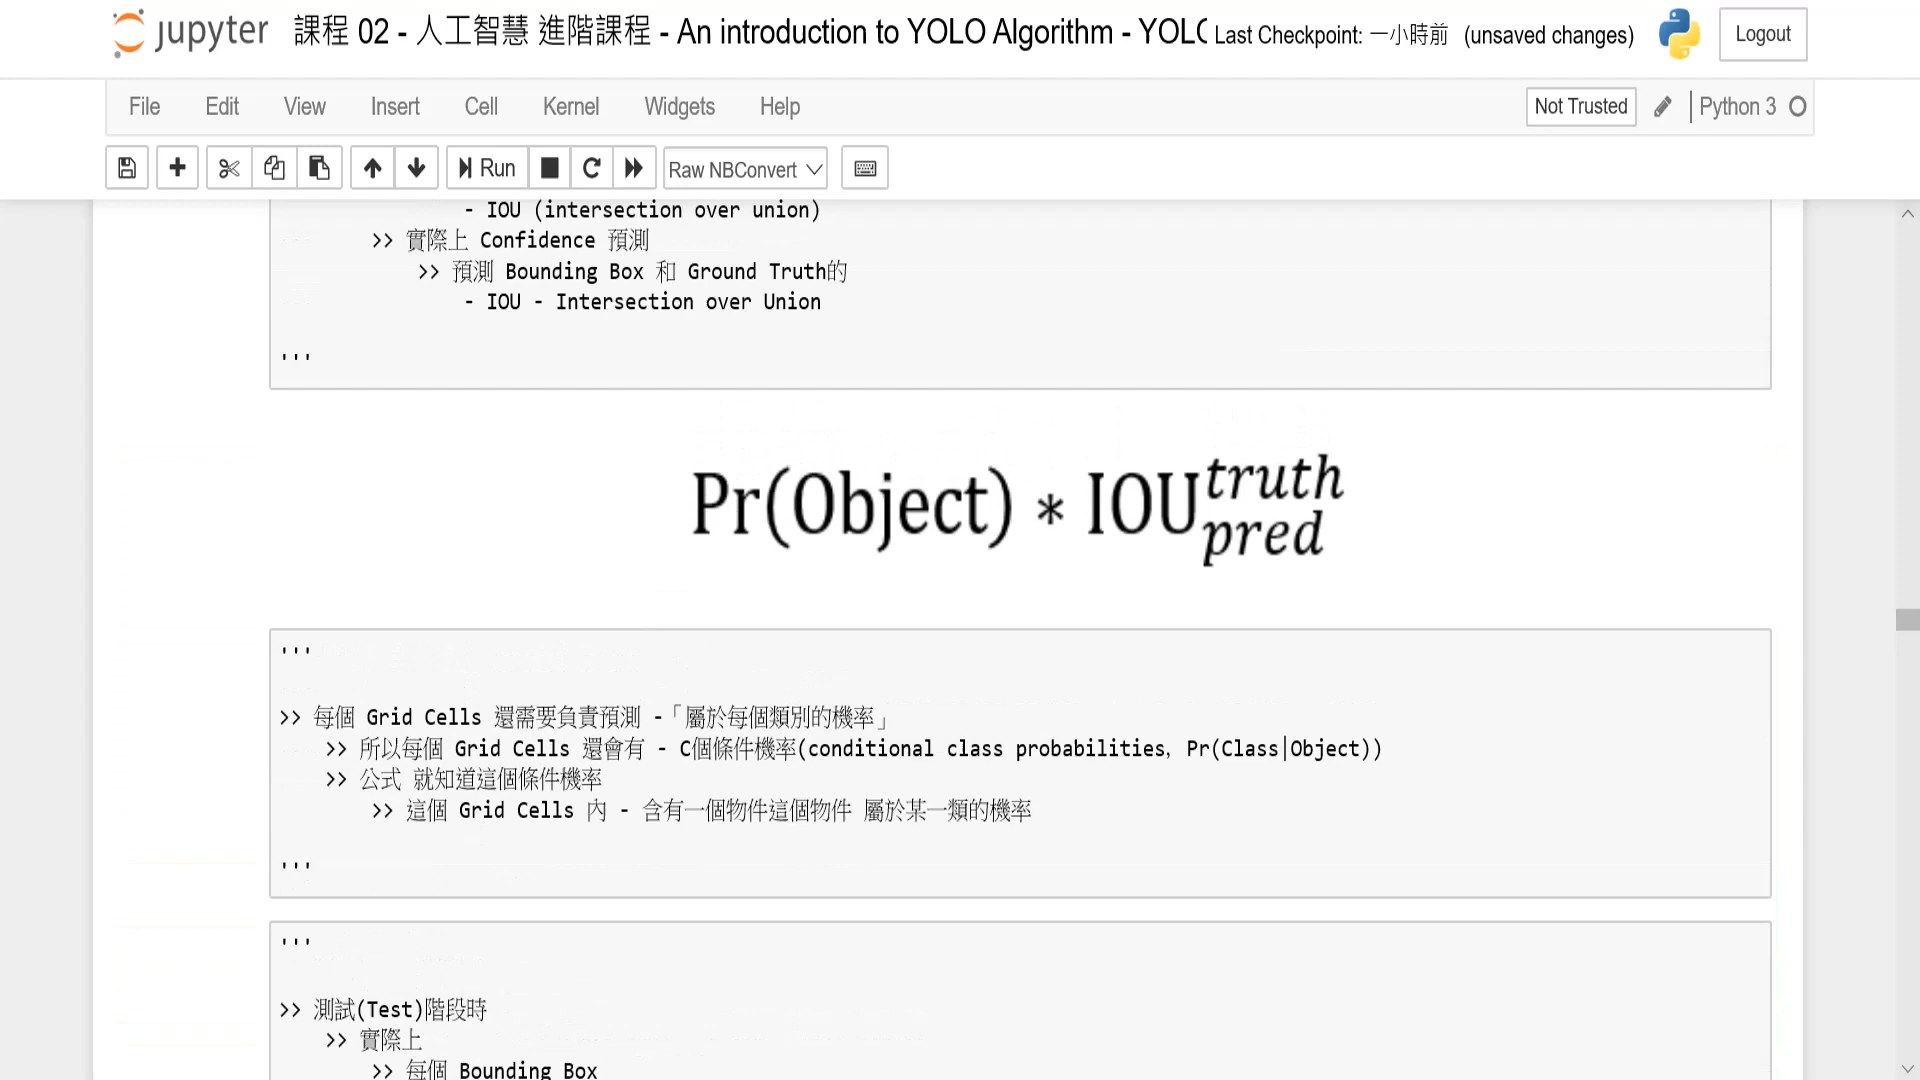 jupyter 課程 02 - 人工智慧 進階課程 - An introduction to YOLO Algorithm - YOLO Last Checkpoint: 一小時前 (unsaved changes) Logout
File Edit View Insert Cell Kernel Widgets Help Not Trusted Python 3
Run Raw NBConvert
- IOU (intersection over union)
>> 實際上 Confidence 預測
>> 預測 Bounding Box 和 Ground Truth的
- IOU - Intersection over Union
'''
Pr(Object) * IOU truth pred
'''
>> 每個 Grid Cells 還需要負責預測 -「屬於每個類別的機率」
>> 所以每個 Grid Cells 還會有 - C個條件機率(conditional class probabilities, Pr(Class|Object))
>> 公式 就知道這個條件機率
>> 這個 Grid Cells 內 - 含有一個物件這個物件 屬於某一類的機率
'''
'''
>> 測試(Test)階段時
>> 實際上
>> 每個 Bounding Box